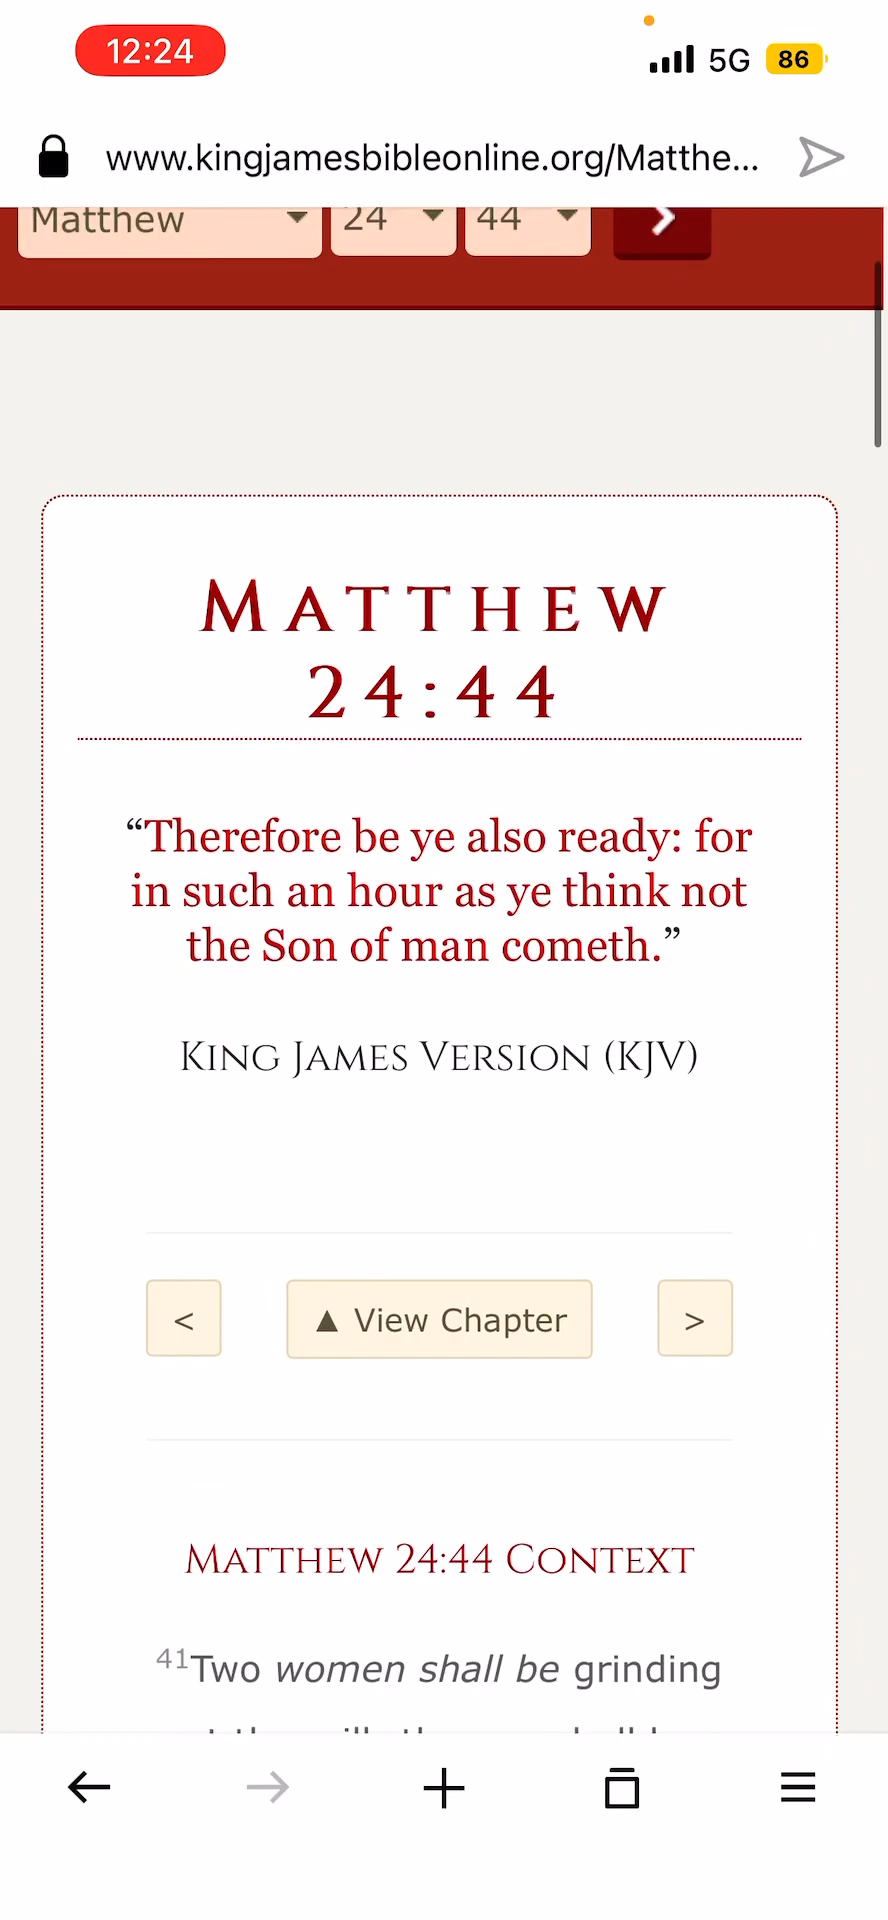 12:24
5G 86
www.kingjamesbibleonline.org/Matthe...
Matthew 24 44
MATTHEW
24:44
“Therefore be ye also ready: for
in such an hour as ye think not
the Son of man cometh.”
KING JAMES VERSION (KJV)
< ▲ View Chapter >
MATTHEW 24:44 CONTEXT
41Two women shall be grinding